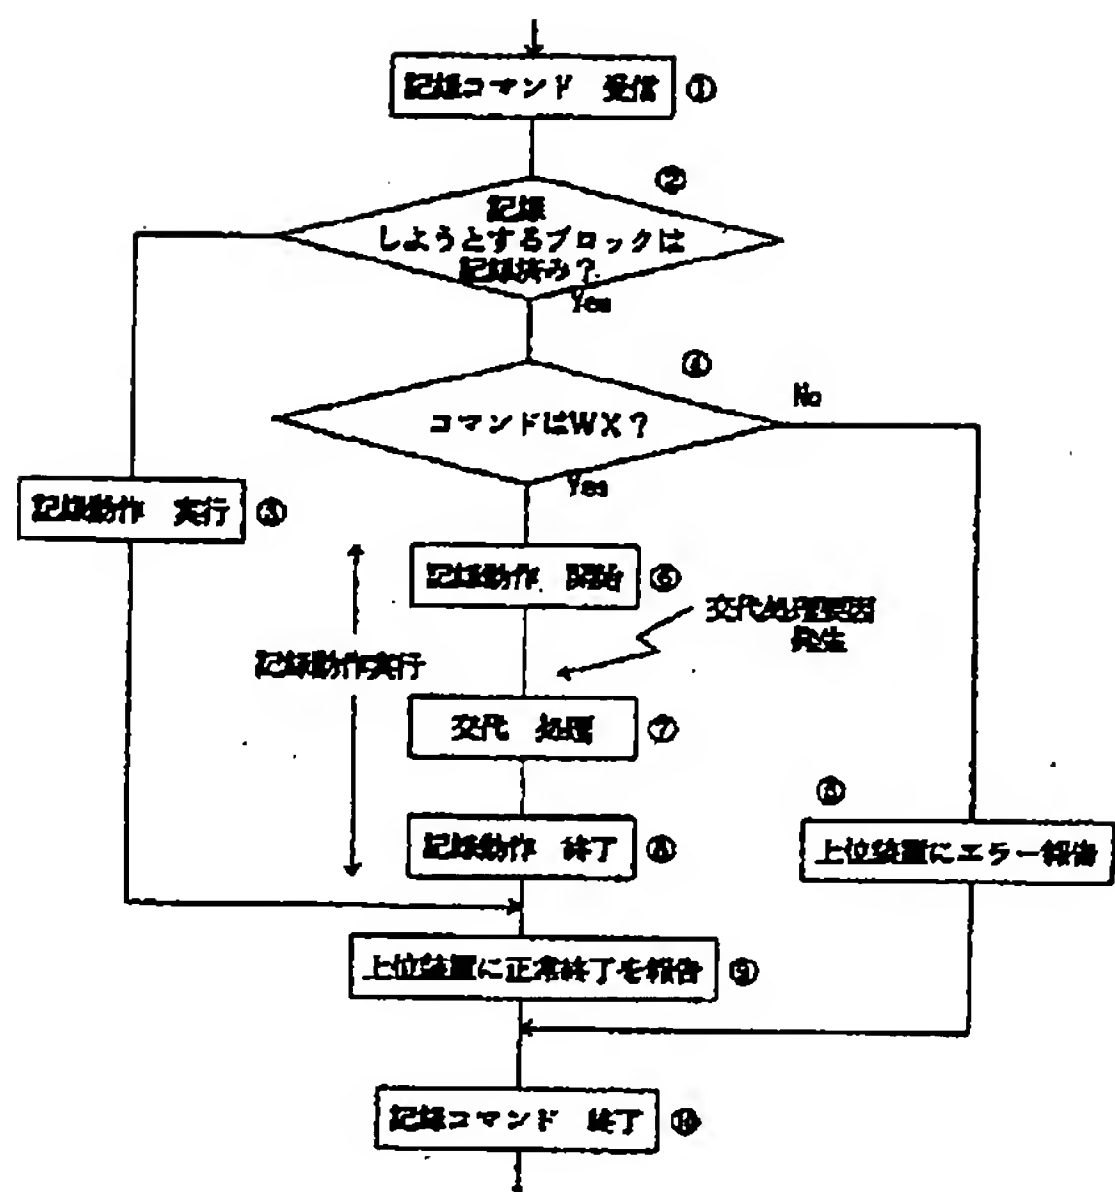 記録コマンド 受信 ①
②
記録
しようとするブロックは
記録済み？
Yes
④
コマンドはWX？
No
Yes
記録動作 実行 ③
記録動作 開始 ⑥
交代処理要因
発生
記録動作実行
交代 処理 ⑦
記録動作 終了 ⑧
上位装置にエラー報告
上位装置に正常終了を報告 ⑨
記録コマンド 終了 ⑩